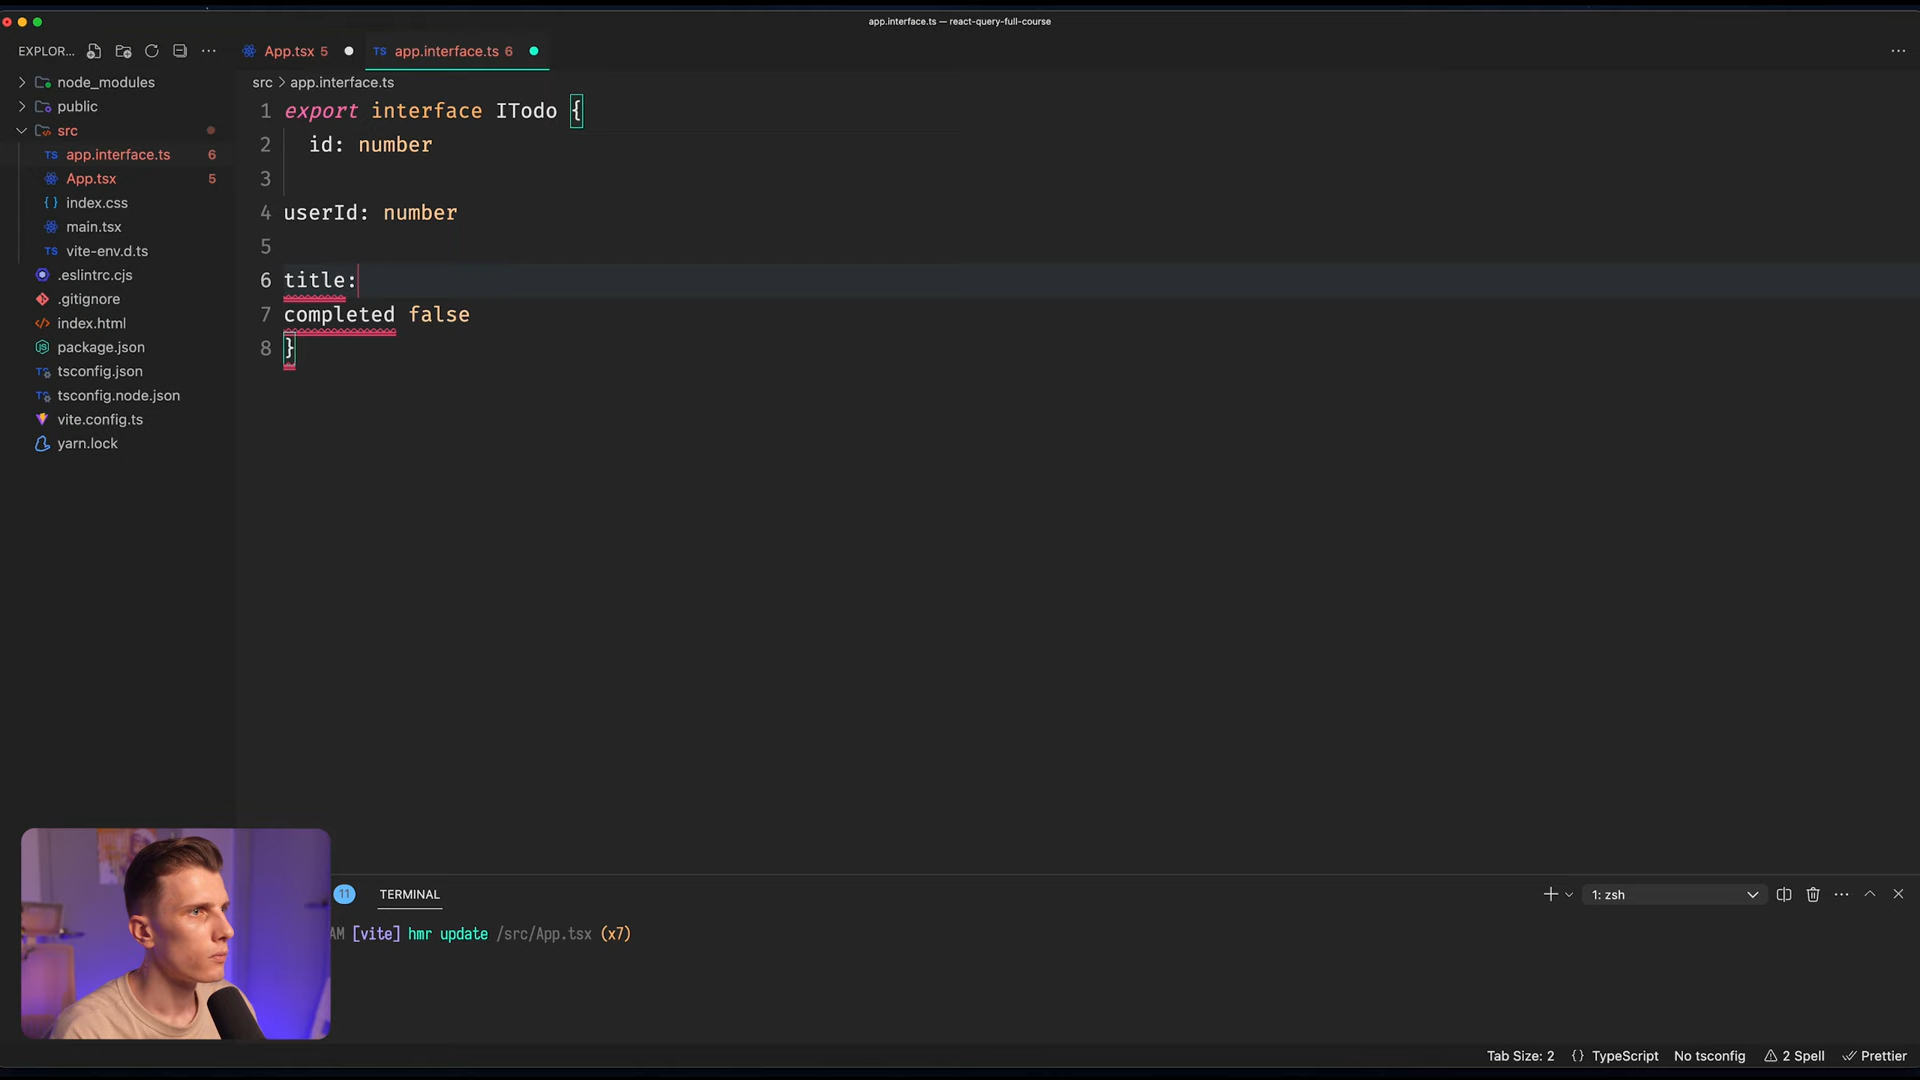 app.interface.ts — react-query-full-course
EXPLOR...
App.tsx 5
TS app.interface.ts 6
node_modules
public
src
TS app.interface.ts 6
App.tsx 5
{} index.css
main.tsx
TS vite-env.d.ts
.eslintrc.cjs
.gitignore
index.html
package.json
tsconfig.json
tsconfig.node.json
vite.config.ts
yarn.lock
src > app.interface.ts
1 export interface ITodo {
2 id: number
3
4 userId: number
5
6 title:
7 completed false
8 }
11 TERMINAL
1: zsh
AM [vite] hmr update /src/App.tsx (x7)
Tab Size: 2 {} TypeScript No tsconfig 2 Spell Prettier